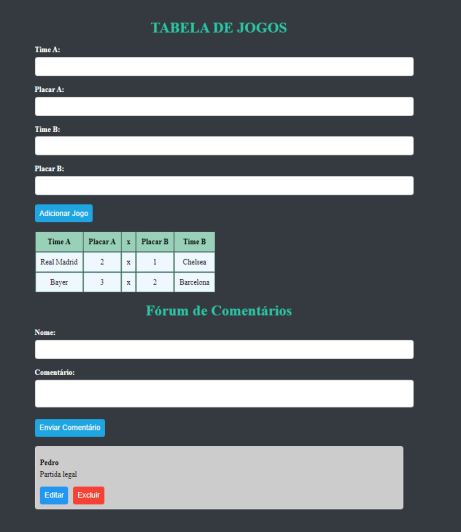 TABELA DE JOGOS
Time A:
Placar A:
Time B:
Placar B:
Adicionar Jogo
Time A Placar A x Placar B Time B
Real Madrid 2 x 1 Chelsea
Bayer 3 x 2 Barcelona
Fórum de Comentários
Nome:
Comentário:
Enviar Comentário
Pedro
Partida legal
Editar Excluir